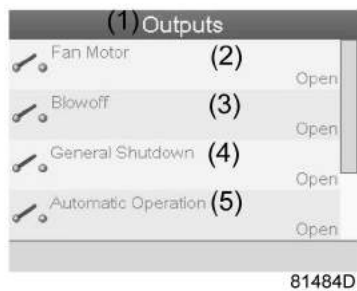 (1) Outputs
Fan Motor (2)
Open
Blowoff (3)
Open
General Shutdown (4)
Open
Automatic Operation (5)
Open
81484D